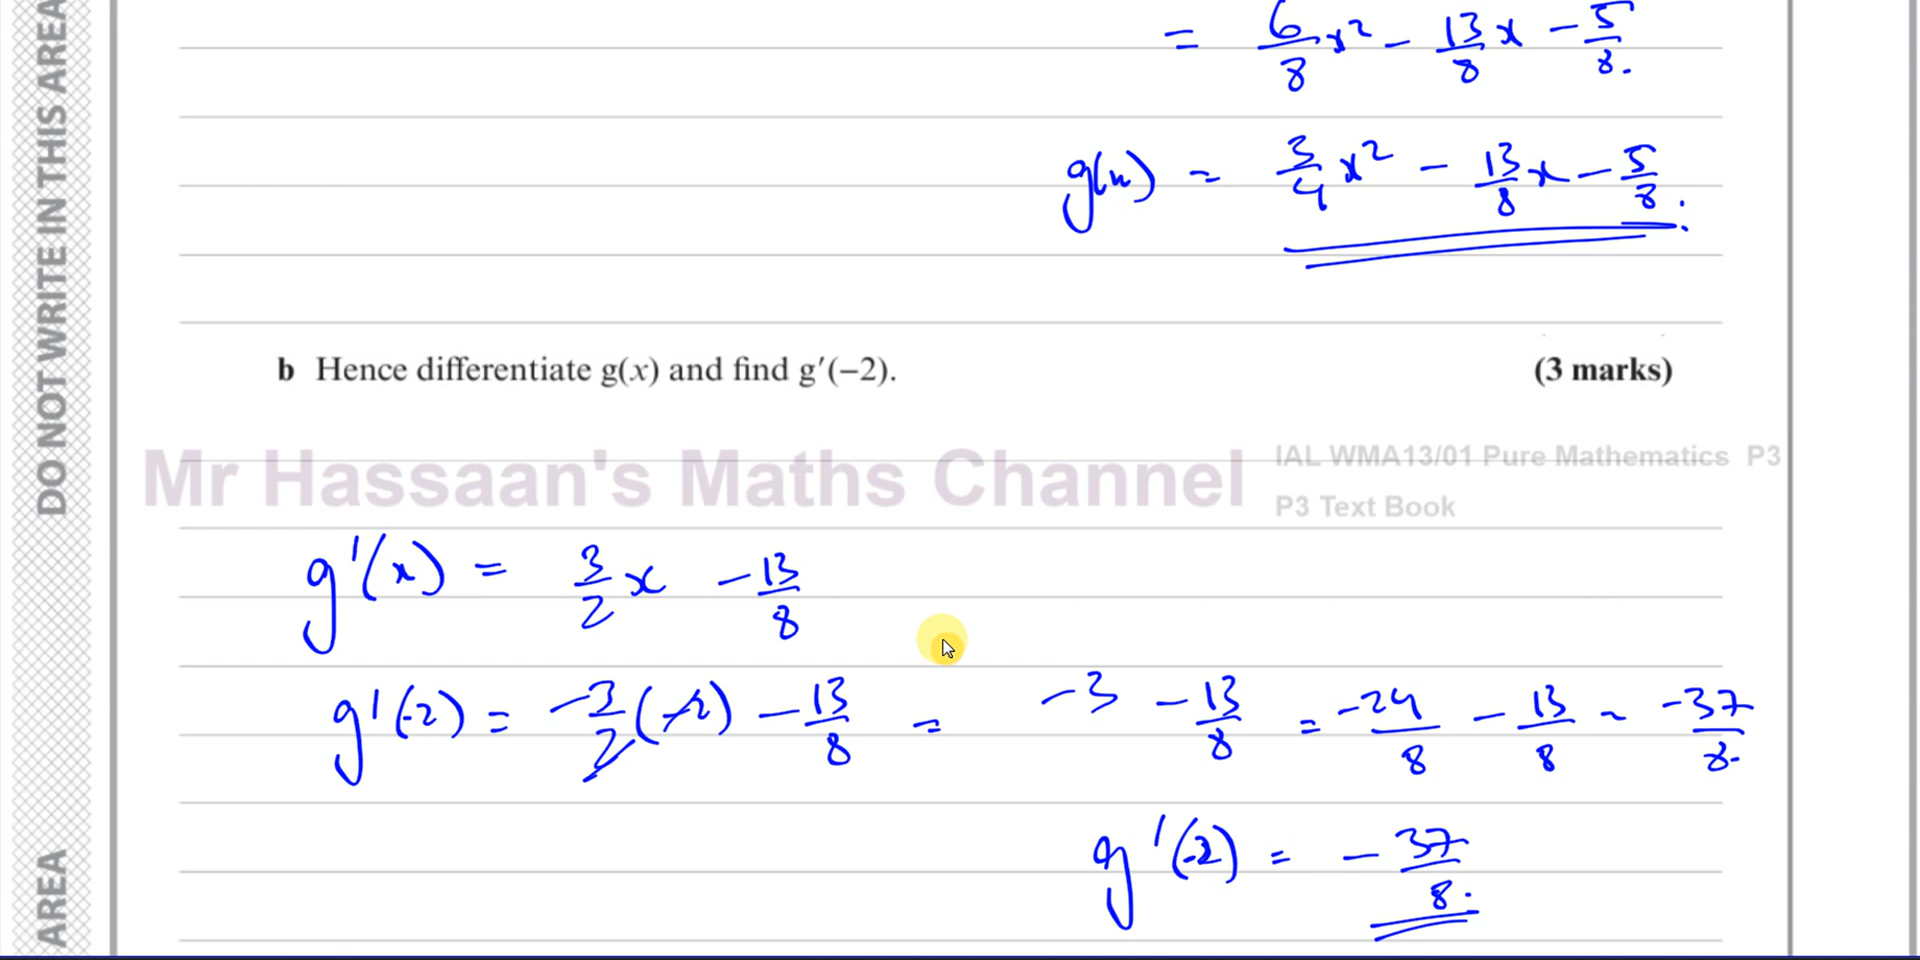 = 6/8 x² - 13/8 x - 5/8.
g(x) = 3/4 x² - 13/8 x - 5/8.
b Hence differentiate g(x) and find g′(−2). (3 marks)
Mr Hassaan's Maths Channel
IAL WMA13/01 Pure Mathematics P3
P3 Text Book
g'(x) = 3/2 x - 13/8
g'(-2) = -3/2 (-2) - 13/8 = -3 - 13/8 = -24/8 - 13/8 = -37/8.
g'(-2) = -37/8.
DO NOT WRITE IN THIS AREA
AREA